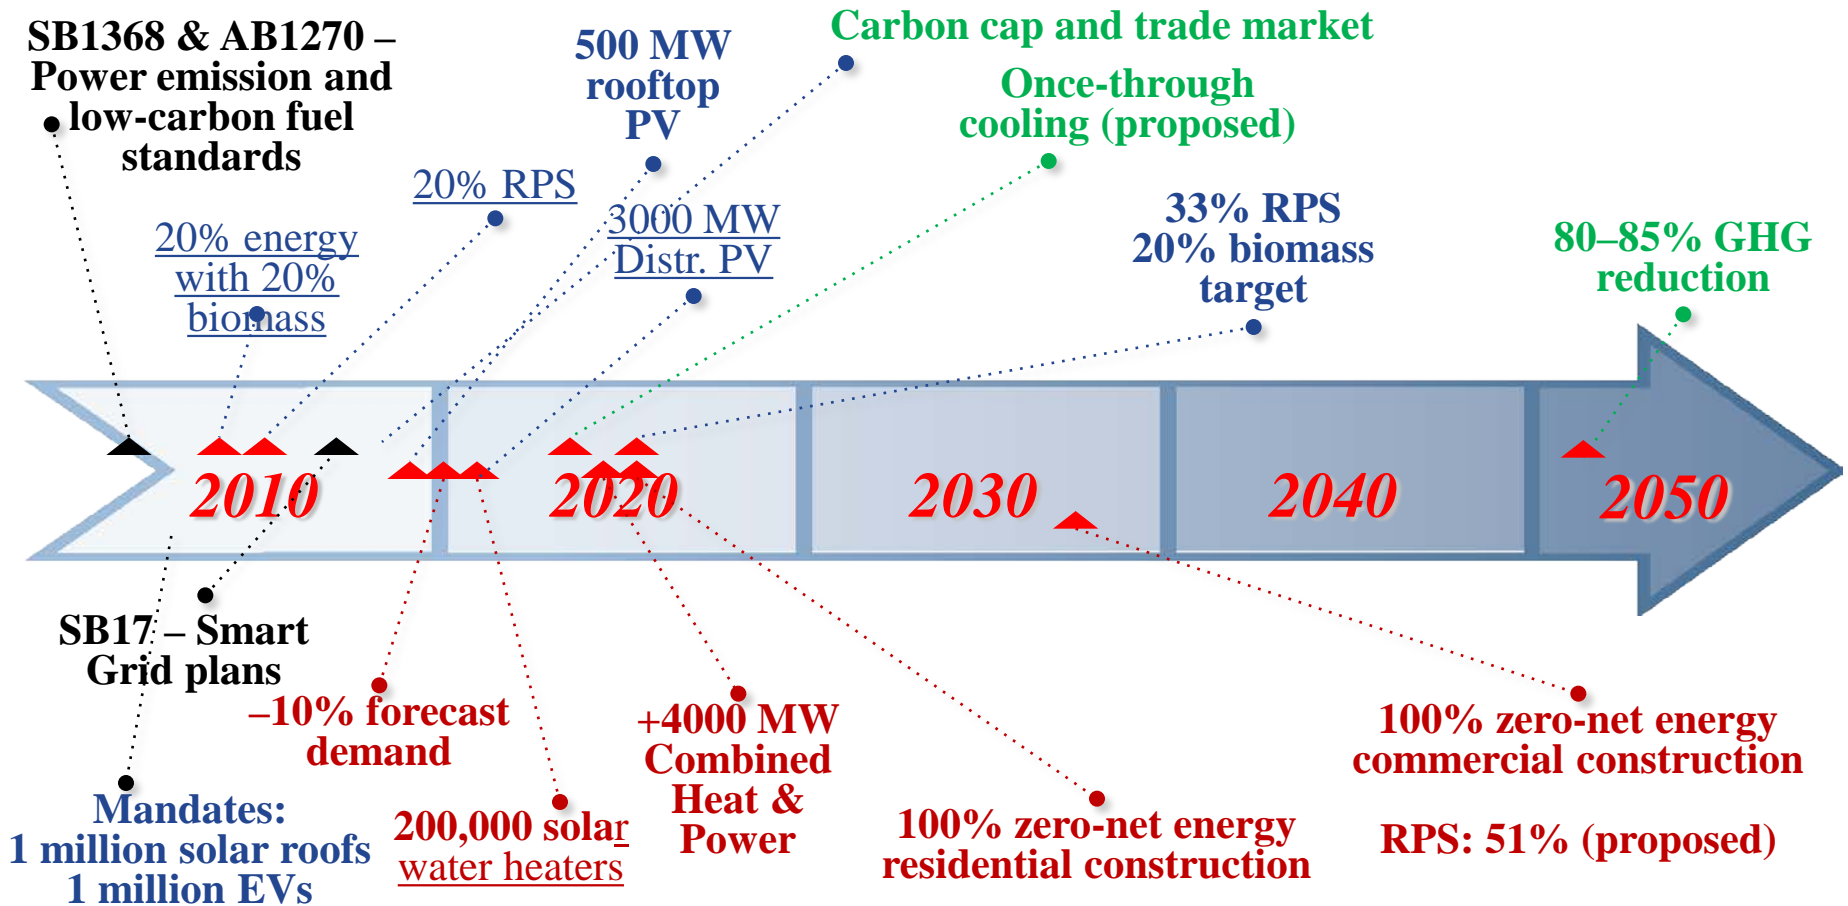 SB1368 & AB1270 –
Power emission and
low-carbon fuel
standards
500 MW
rooftop
PV
Carbon cap and trade market
Once-through
cooling (proposed)
20% RPS
20% energy
with 20%
biomass
3000 MW
Distr. PV
33% RPS
20% biomass
target
80–85% GHG
reduction
2010
2020
2030
2040
2050
SB17 – Smart
Grid plans
–10% forecast
demand
+4000 MW
Combined
Heat &
Power
100% zero-net energy
commercial construction
Mandates:
1 million solar roofs
1 million EVs
200,000 solar
water heaters
100% zero-net energy
residential construction
RPS: 51% (proposed)